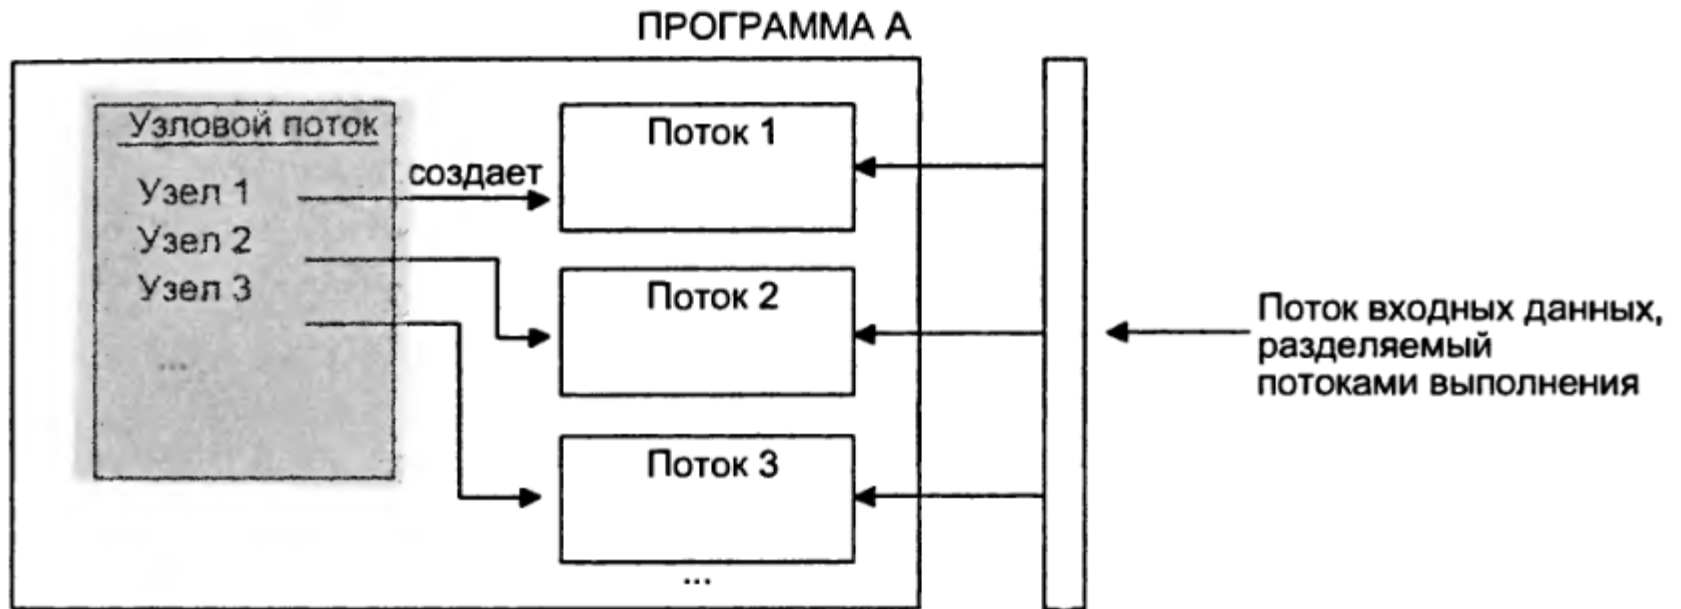 ПРОГРАММА А
Узловой поток
Узел 1
Узел 2
Узел 3
...
создает
Поток 1
Поток 2
Поток 3
...
Поток входных данных,
разделяемый
потоками выполнения